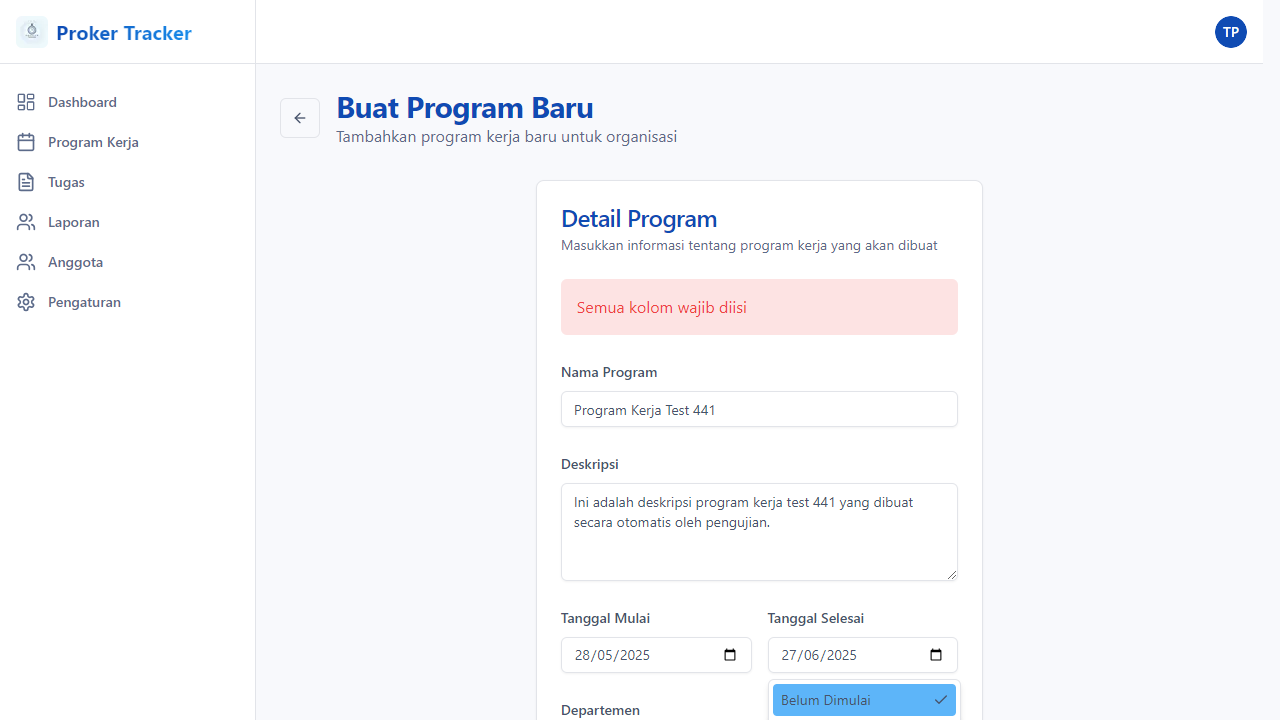 Proker Tracker
TP
Dashboard
Program Kerja
Tugas
Laporan
Anggota
Pengaturan
Buat Program Baru
Tambahkan program kerja baru untuk organisasi
Detail Program
Masukkan informasi tentang program kerja yang akan dibuat
Semua kolom wajib diisi
Nama Program
Program Kerja Test 441
Deskripsi
Ini adalah deskripsi program kerja test 441 yang dibuat
secara otomatis oleh pengujian.
Tanggal Mulai
28/05/2025
Tanggal Selesai
27/06/2025
Departemen
Belum Dimulai